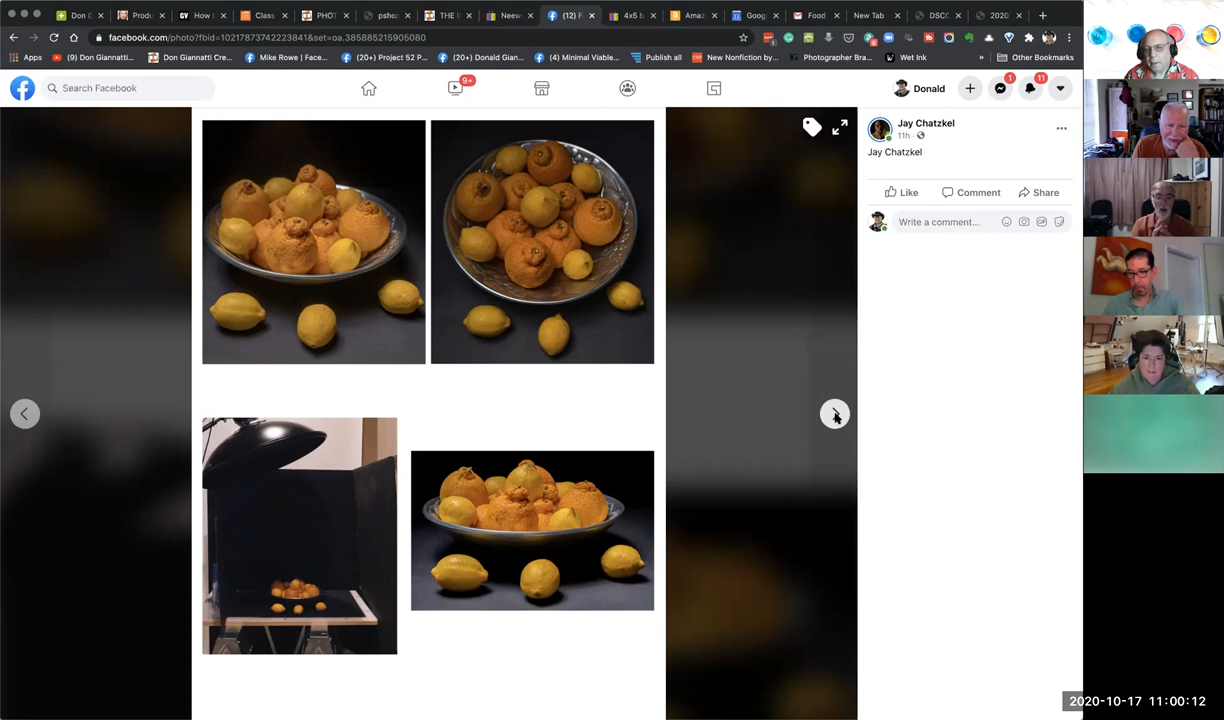 Don G
Produ
GV How t
Class
PHOT
pshop
THE I
Neew
(12) F
4x5 b
Amaz
Goog
Food
New Tab
DSC0
2020
facebook.com/photo?fbid=10217873742223841&set=oa.385885215905080
Apps
(9) Don Giannatti...
Don Giannatti Cre...
Mike Rowe | Face...
(20+) Project 52 P...
(20+) Donald Gian...
(4) Minimal Viable...
Publish all
New Nonfiction by...
Photographer Bra...
Wet Ink
»
Other Bookmarks
Search Facebook
9+
Donald
1
11
Jay Chatzkel
11h
Jay Chatzkel
Like
Comment
Share
Write a comment...
2020-10-17 11:00:12